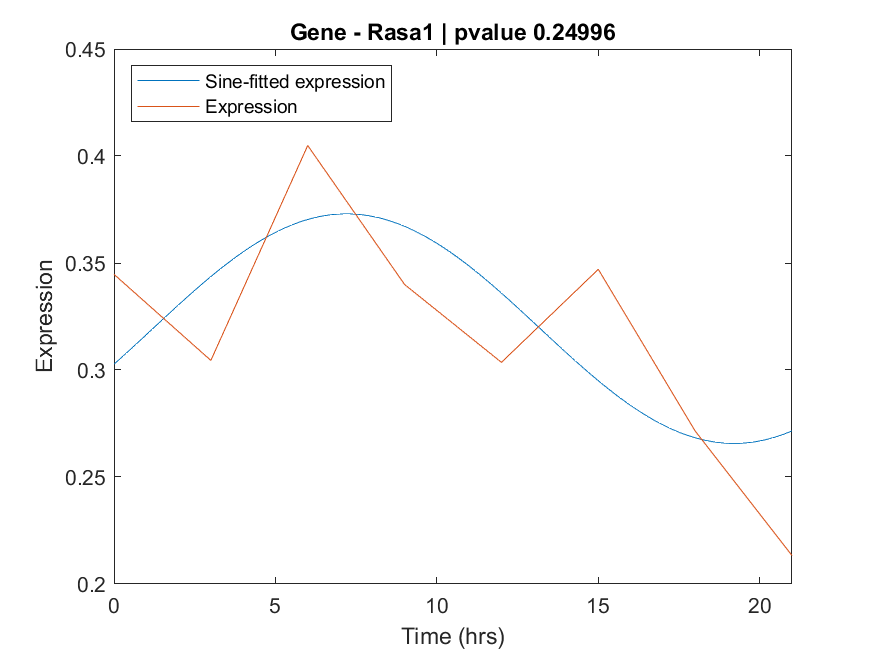 Gene - Rasa1 | pvalue 0.24996
0.45
0.4
0.35
0.3
0.25
0.2
Expression
Sine-fitted expression
Expression
0
5
10
15
20
Time (hrs)